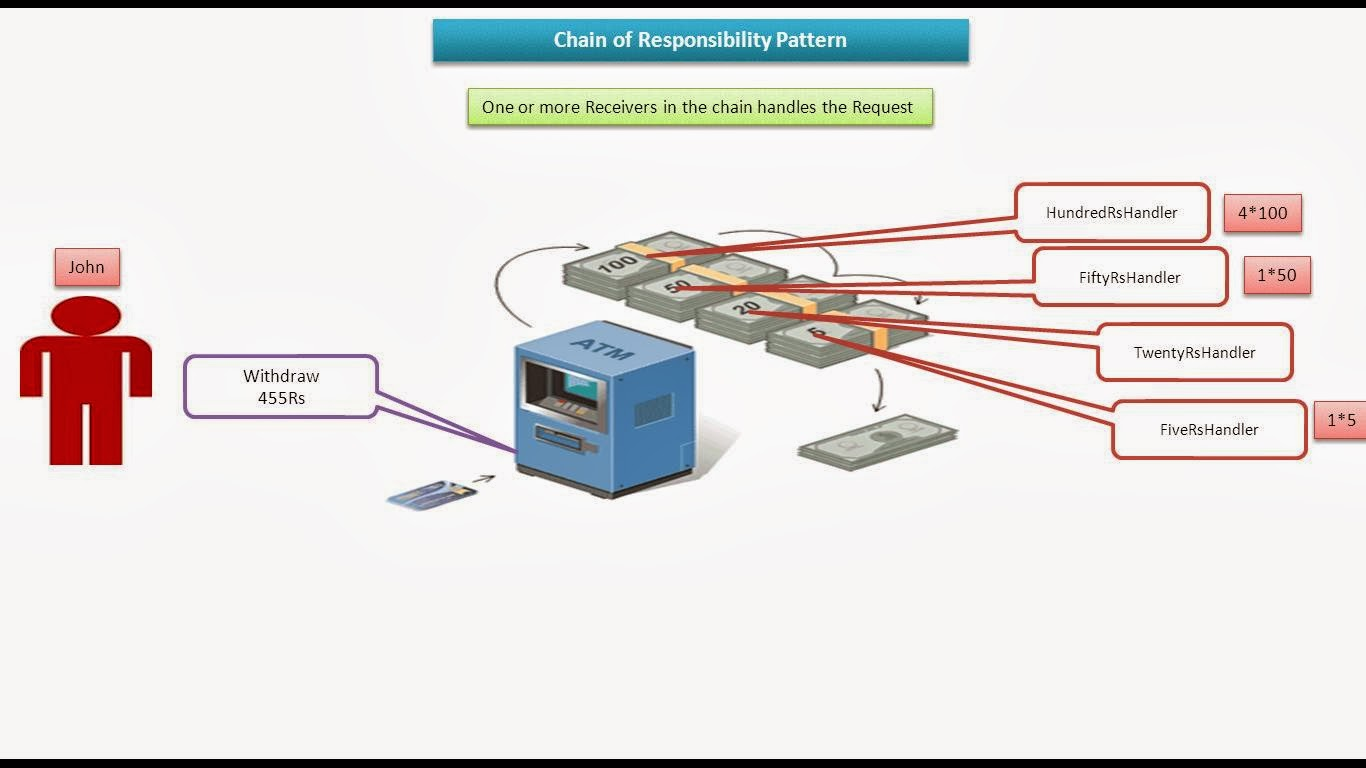 Chain of Responsibility Pattern
One or more Receivers in the chain handles the Request
John
Withdraw
455Rs
ATM
100
50
20
5
HundredRsHandler
4*100
FiftyRsHandler
1*50
TwentyRsHandler
FiveRsHandler
1*5